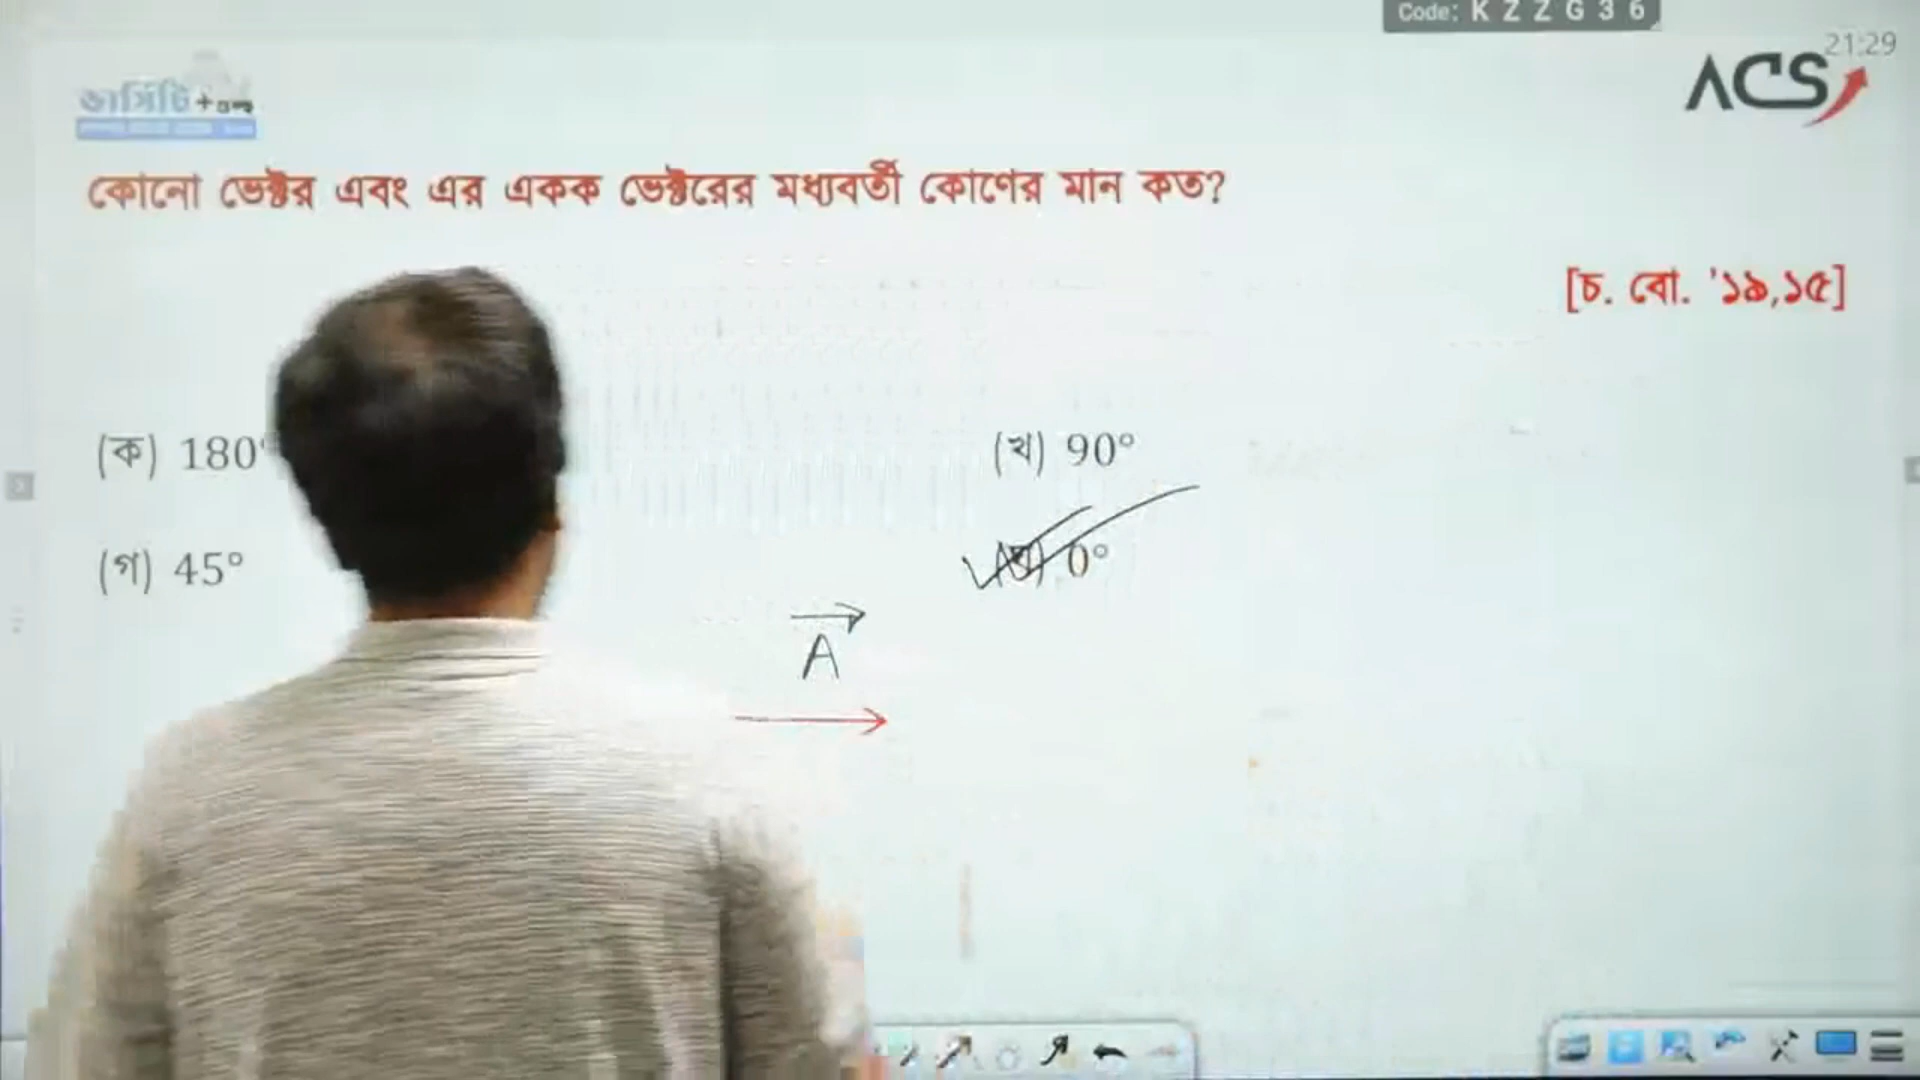 Code: K Z Z G 3 6
21:29
ভার্সিটি +
ACS
কোনো ভেক্টর এবং এর একক ভেক্টরের মধ্যবর্তী কোণের মান কত?
[চ. বো. '১৯,১৫]
(ক) 180°
(খ) 90°
(গ) 45°
(ঘ) 0°
A